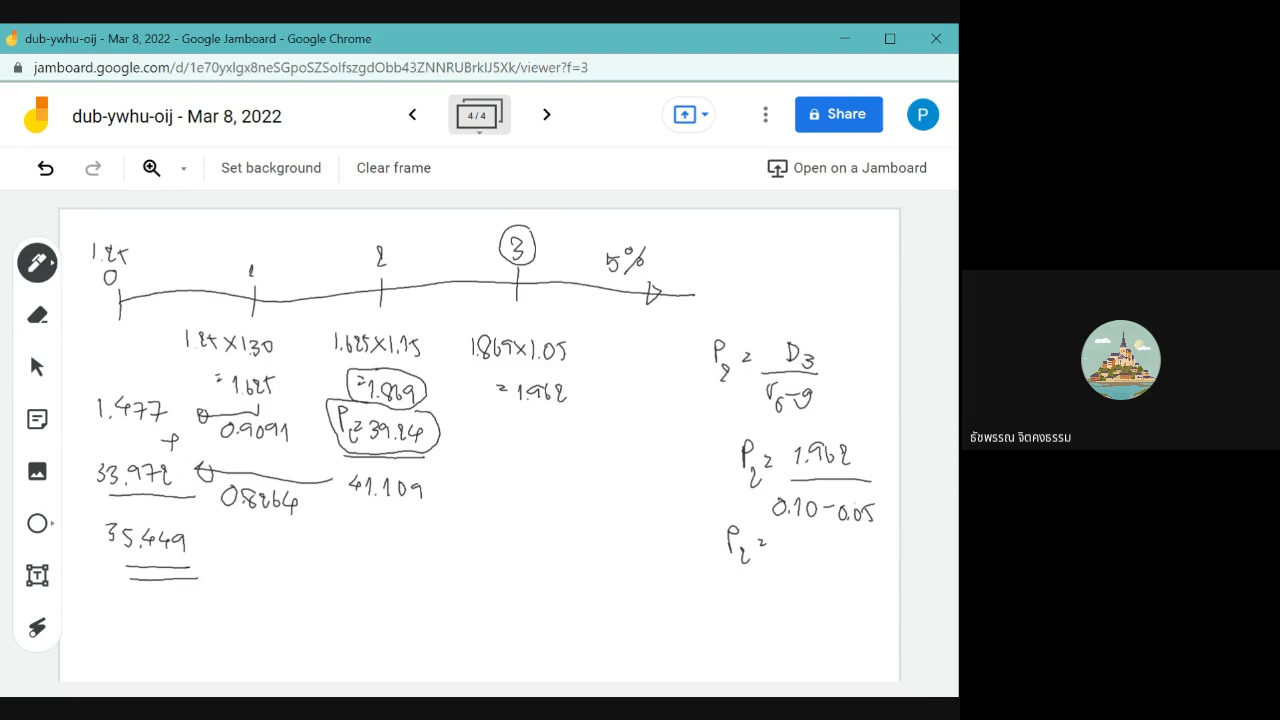 dub-ywhu-oij - Mar 8, 2022 - Google Jamboard - Google Chrome
jamboard.google.com/d/1e70yxlgx8neSGpoSZSolfszgdObb43ZNNRUBrklJ5Xk/viewer?f=3
dub-ywhu-oij - Mar 8, 2022
4 / 4
Share
P
Set background
Clear frame
Open on a Jamboard
1.25
0
1
2
3
5%
1.25 × 1.30
= 1.625
1.625 × 1.15
= 1.869
P2 = 39.24
41.109
1.869 × 1.05
= 1.962
1.477
0.9091
+
33.972
0.8264
35.449
P2 = D3
rs - g
P2 = 1.962
0.10 - 0.05
P2 =
ธัชพรรณ จิตคงธรรม